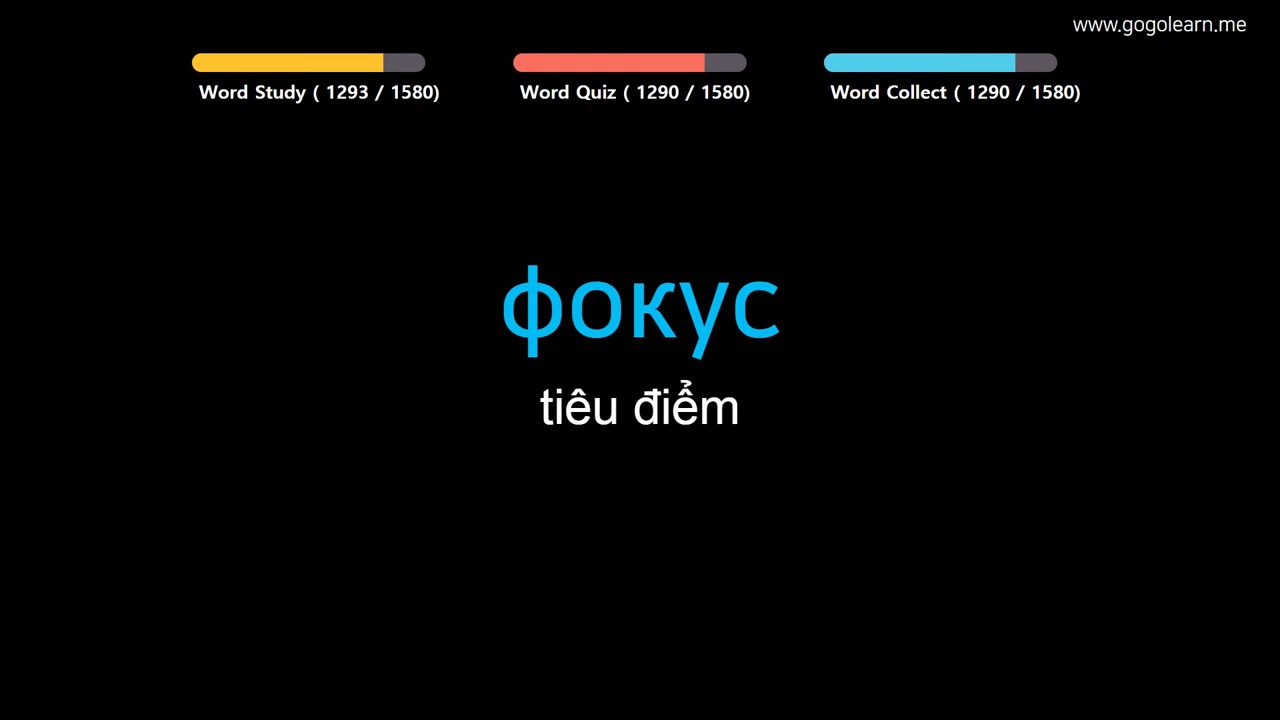 www.gogolearn.me
Word Study ( 1293 / 1580)
Word Quiz ( 1290 / 1580)
Word Collect ( 1290 / 1580)
фокус
tiêu điểm